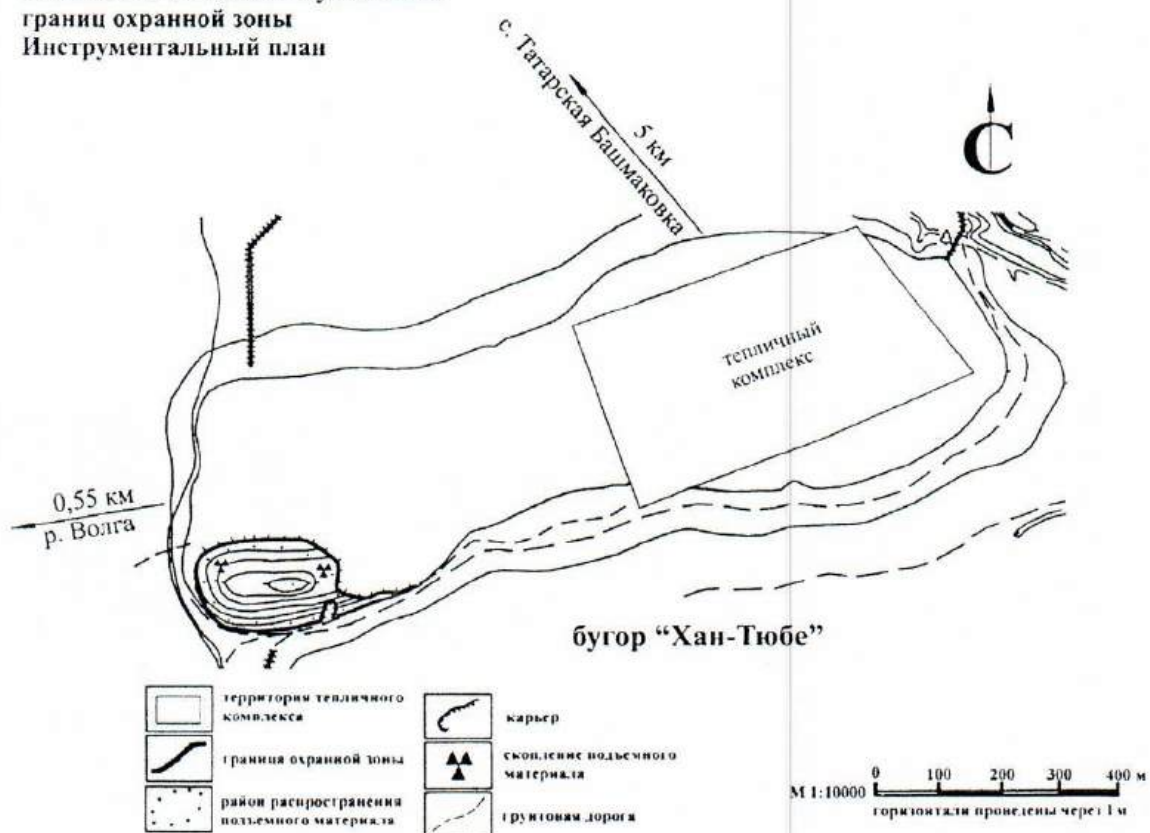 границ охранной зоны
Инструментальный план
с. Татарская Башмаковка
5 км
С
тепличный
комплекс
0,55 км
р. Волга
бугор “Хан-Тюбе”
территория тепличного
комплекса
граница охранной зоны
район распространения
подъемного материала
карьер
скопление подъемного
материала
грунтовая дорога
М 1:10000
0 100 200 300 400 м
горизонтали проведены через 1 м